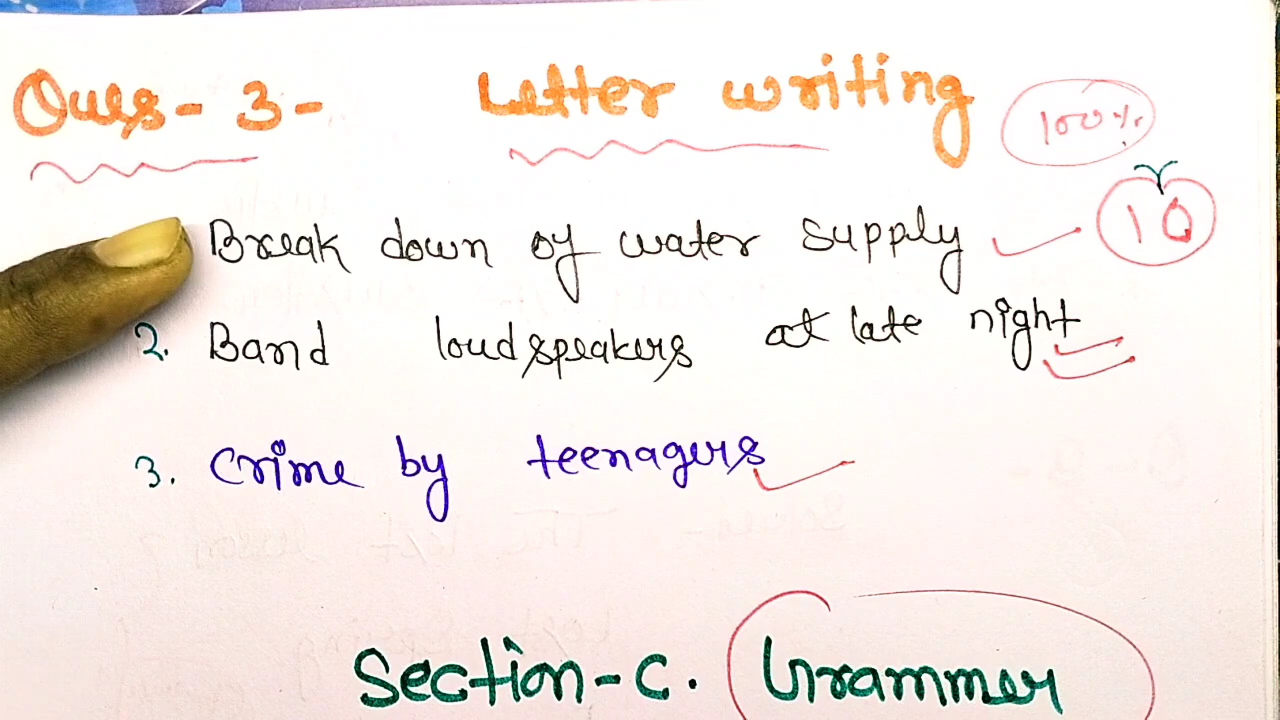 Ques- 3- Letter writing 100%
Break down of water supply 10
2. Band loudspeakers at late night
3. Crime by teenagers
Section-C. Grammer